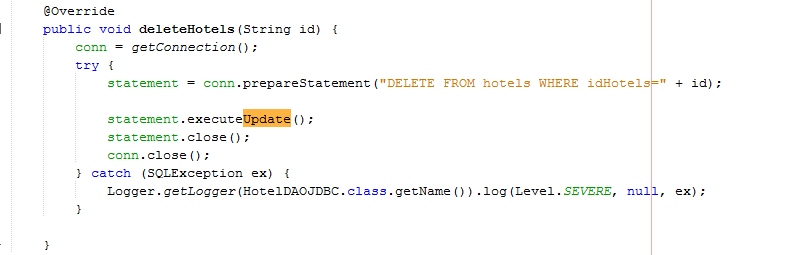 @Override
public void deleteHotels(String id) {
conn = getConnection();
try {
statement = conn.prepareStatement("DELETE FROM hotels WHERE idHotels=" + id);
statement.executeUpdate();
statement.close();
conn.close();
} catch (SQLException ex) {
Logger.getLogger(HotelDAOJDBC.class.getName()).log(Level.SEVERE, null, ex);
}
}